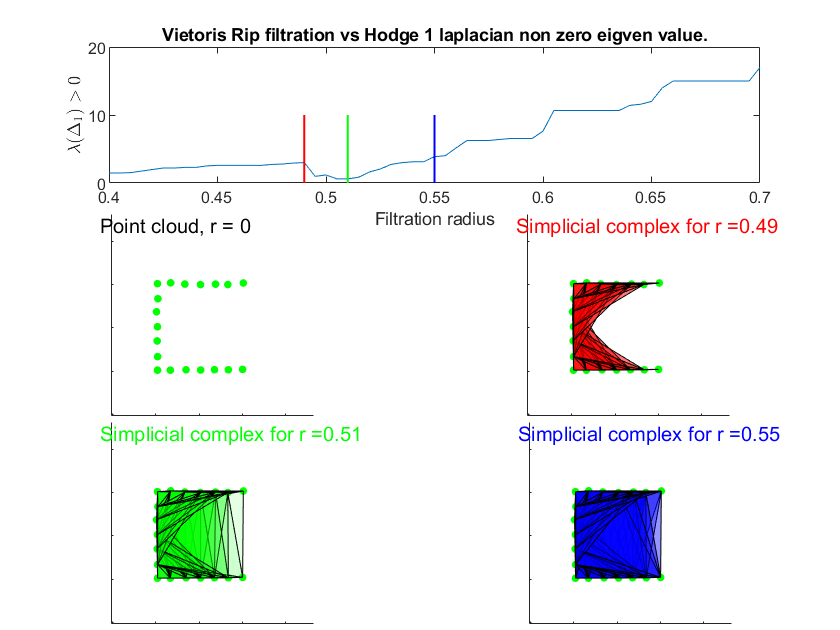 Vietoris Rip filtration vs Hodge 1 laplacian non zero eigven value.
λ(Δ₁) > 0
20
10
0
0.4 0.45 0.5 0.55 0.6 0.65 0.7
Filtration radius
Point cloud, r = 0
Simplicial complex for r =0.49
Simplicial complex for r =0.51
Simplicial complex for r =0.55